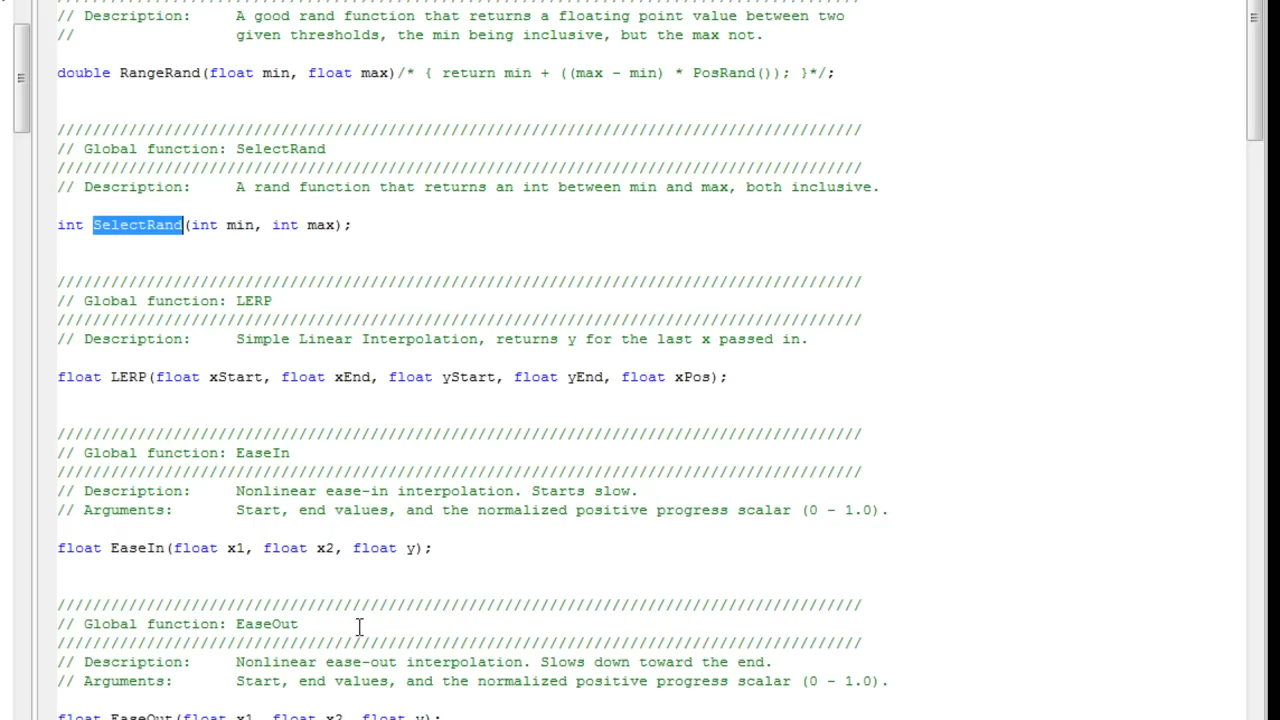 ////////////////////////////////////////////////////////////////////////////////////////////
// Description:     A good rand function that returns a floating point value between two
//                  given thresholds, the min being inclusive, but the max not.
double RangeRand(float min, float max)/* { return min + ((max - min) * PosRand()); }*/;
//////////////////////////////////////////////////////////////////////////////////////////
// Global function: SelectRand
//////////////////////////////////////////////////////////////////////////////////////////
// Description:     A rand function that returns an int between min and max, both inclusive.
int SelectRand(int min, int max);
//////////////////////////////////////////////////////////////////////////////////////////
// Global function: LERP
//////////////////////////////////////////////////////////////////////////////////////////
// Description:     Simple Linear Interpolation, returns y for the last x passed in.
float LERP(float xStart, float xEnd, float yStart, float yEnd, float xPos);
//////////////////////////////////////////////////////////////////////////////////////////
// Global function: EaseIn
//////////////////////////////////////////////////////////////////////////////////////////
// Description:     Nonlinear ease-in interpolation. Starts slow.
// Arguments:       Start, end values, and the normalized positive progress scalar (0 - 1.0).
float EaseIn(float x1, float x2, float y);
//////////////////////////////////////////////////////////////////////////////////////////
// Global function: EaseOut
//////////////////////////////////////////////////////////////////////////////////////////
// Description:     Nonlinear ease-out interpolation. Slows down toward the end.
// Arguments:       Start, end values, and the normalized positive progress scalar (0 - 1.0).
float EaseOut(float x1, float x2, float y);